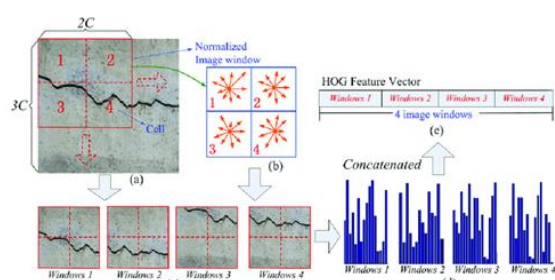 2C
Normalized
Image window
1 2
3C
3 4
Cell
(a)
1 2
3 4
(b)
HOG Feature Vector
Windows 1 Windows 2 Windows 3 Windows 4
4 image windows
(e)
Concatenated
Windows 1 Windows 2 Windows 3 Windows 4
Windows 1 Windows 2 Windows 3